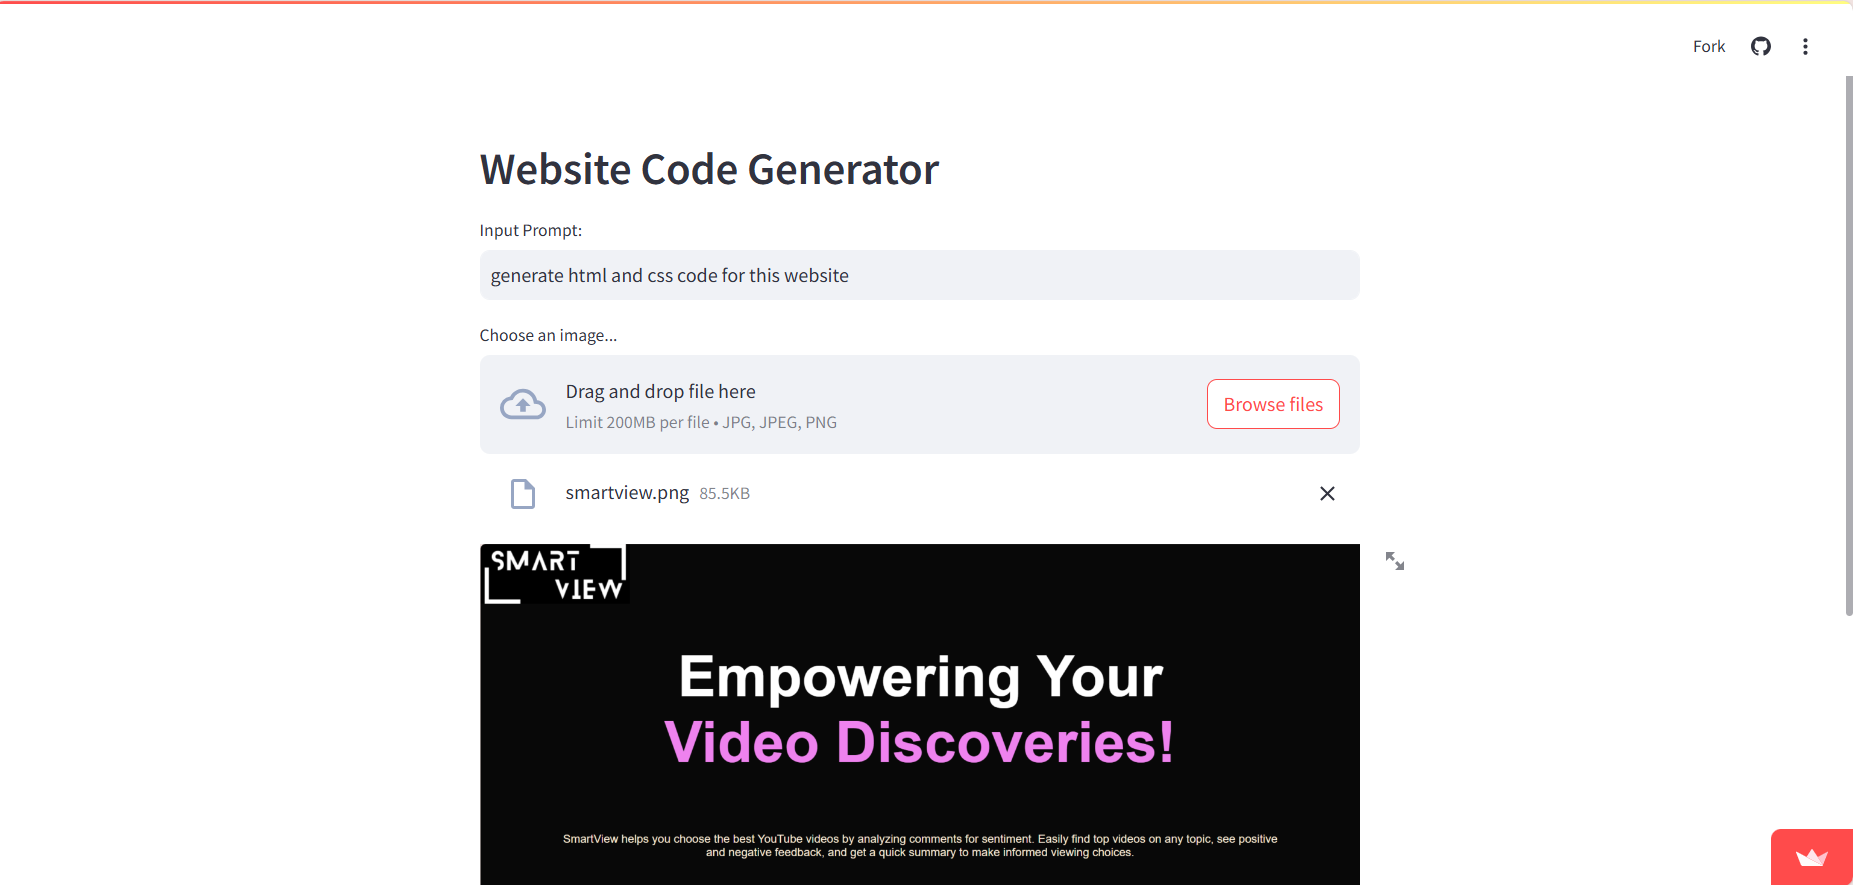 Fork
Website Code Generator
Input Prompt:
generate html and css code for this website
Choose an image...
Drag and drop file here
Limit 200MB per file • JPG, JPEG, PNG
Browse files
smartview.png 85.5KB
SMART
VIEW
Empowering Your
Video Discoveries!
SmartView helps you choose the best YouTube videos by analyzing comments for sentiment. Easily find top videos on any topic, see positive
and negative feedback, and get a quick summary to make informed viewing choices.